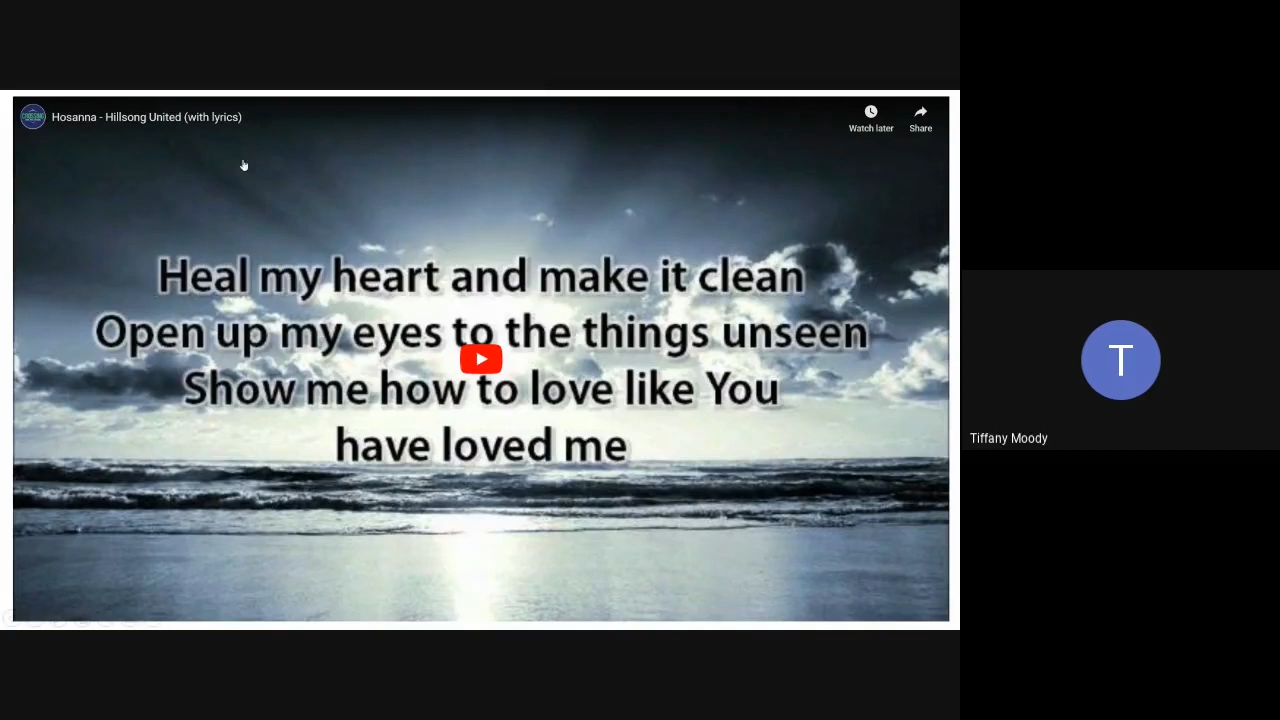 Hosanna - Hillsong United (with lyrics)
Watch later
Share
Heal my heart and make it clean
Open up my eyes to the things unseen
Show me how to love like You
have loved me
T
Tiffany Moody